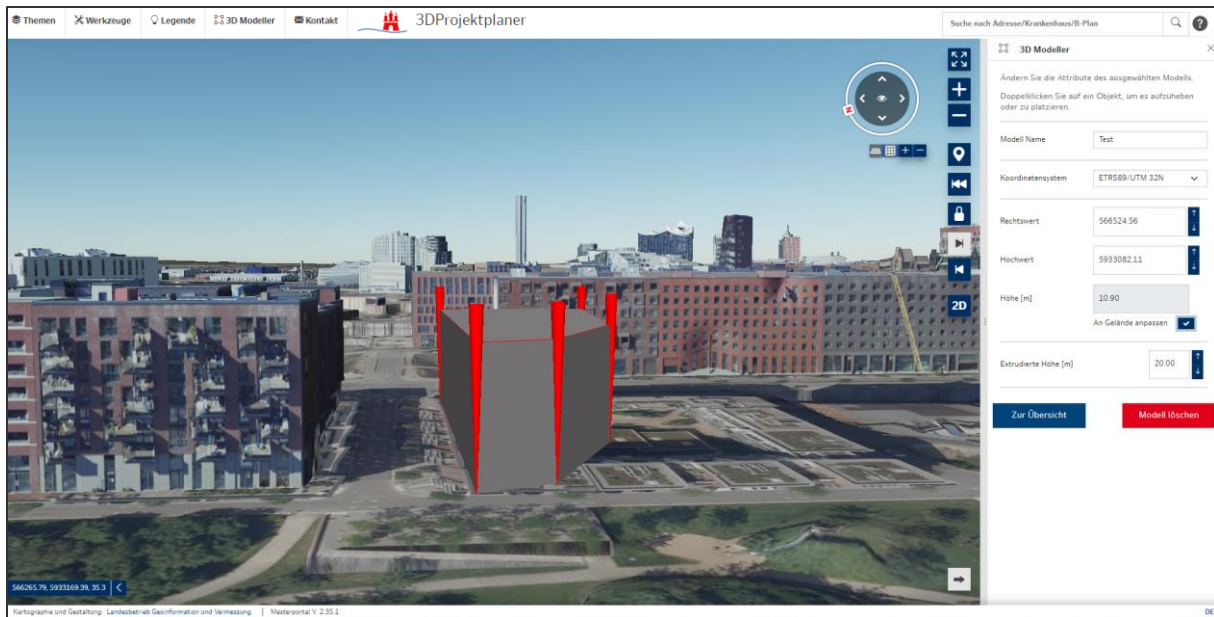 Themen Werkzeuge Legende 3D Modeller Kontakt 3DProjektplaner Suche nach Adresse/Krankenhaus/B-Plan ?
3D Modeller ×
Ändern Sie die Attribute des ausgewählten Modells.
Doppelklicken Sie auf ein Objekt, um es aufzuheben
oder zu platzieren.
N
Modell Name Test
Koordinatensystem ETRS89/UTM 32N
Rechtswert 566524.56
Hochwert 5933082.11
Höhe [m] 10.90
2D
An Gelände anpassen
Extrudierte Höhe [m] 20.00
Zur Übersicht Modell löschen
566265.79, 5933169.39, 35.3
Kartographie und Gestaltung: Landesbetrieb Geoinformation und Vermessung | Masterportal V. 2.35.1 DE